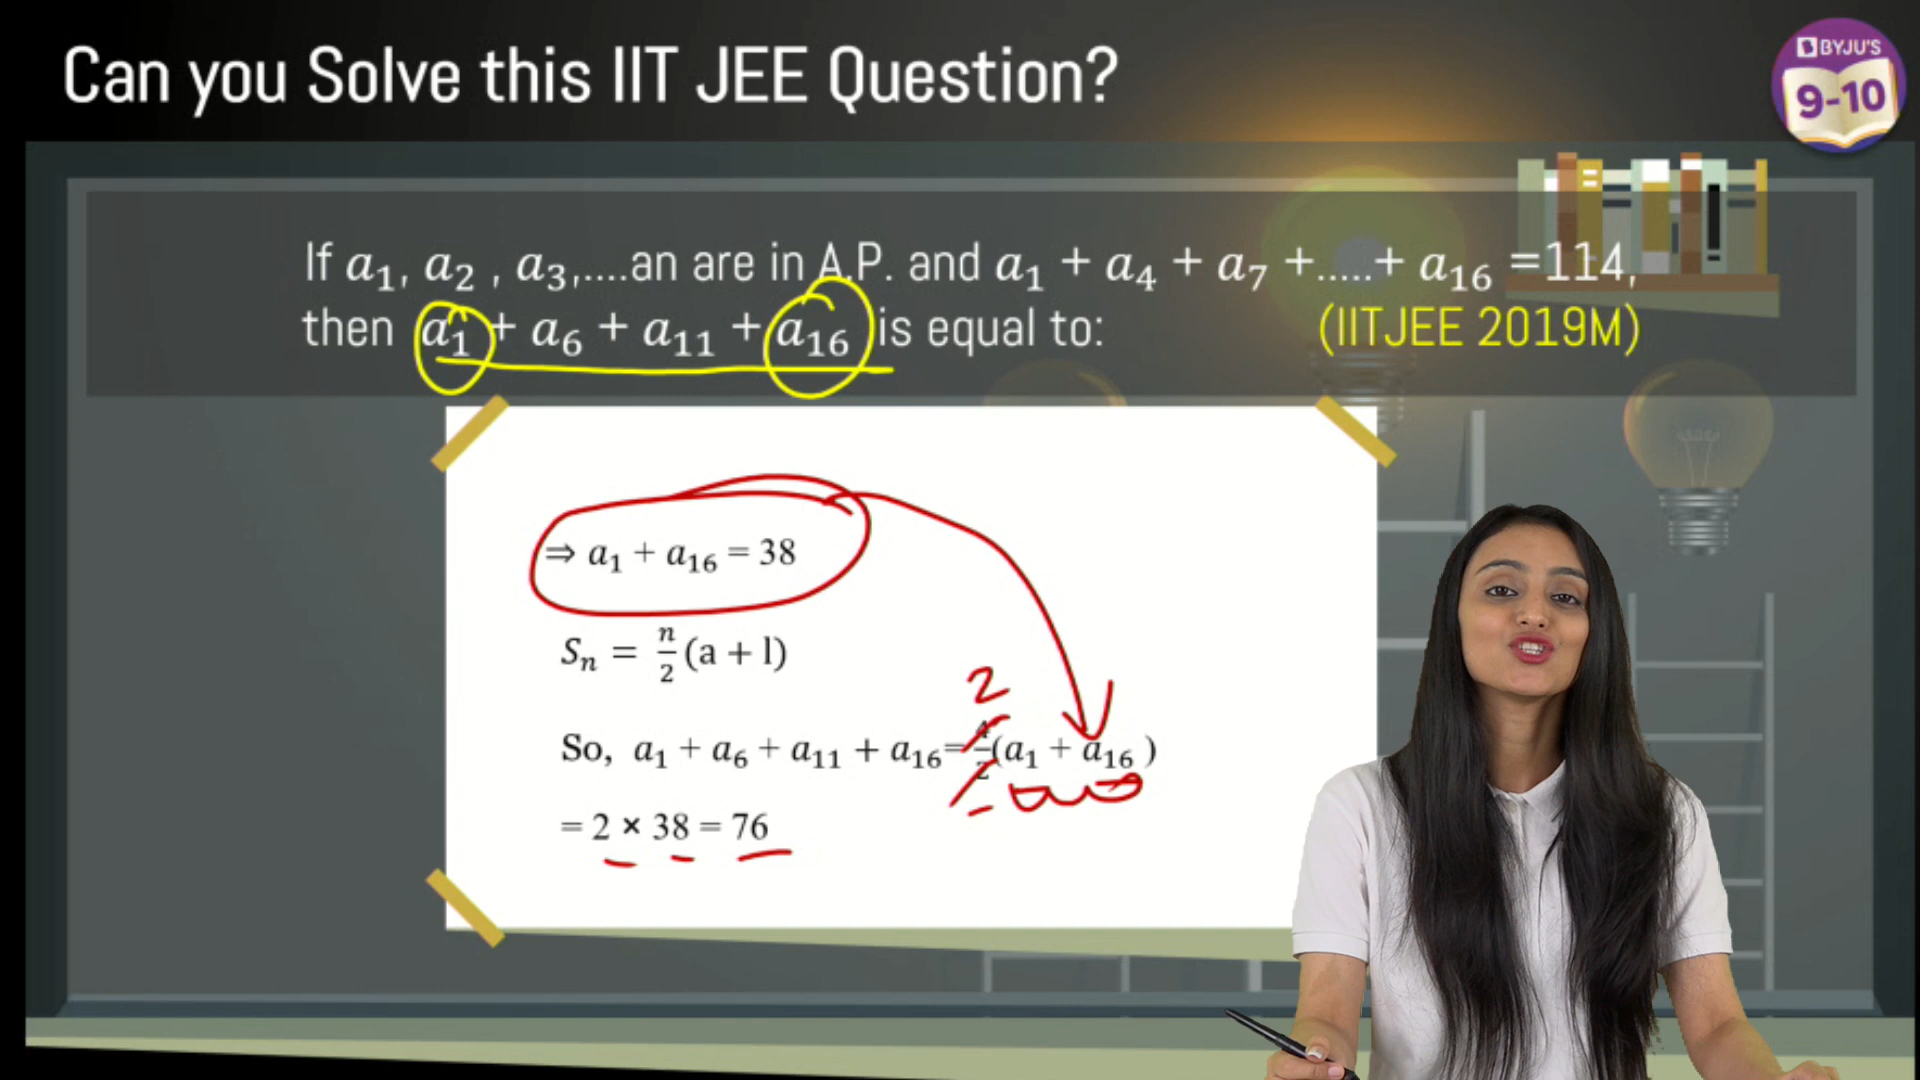 Can you Solve this IIT JEE Question?
BYJU'S
9-10
If a₁, a₂ , a₃,....an are in A.P. and a₁ + a₄ + a₇ +.....+ a₁₆ =114,
then a₁ + a₆ + a₁₁ + a₁₆ is equal to: (IITJEE 2019M)
⇒ a₁ + a₁₆ = 38
Sₙ = n/2 (a + l)
2
So, a₁ + a₆ + a₁₁ + a₁₆= 4/2 (a₁ + a₁₆ )
= 2 × 38 = 76